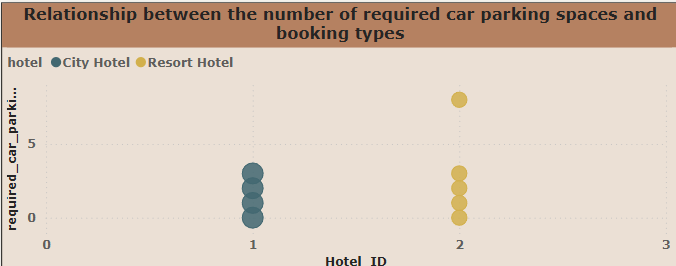 Relationship between the number of required car parking spaces and
booking types
hotel City Hotel Resort Hotel
required_car_parki...
5
0
0 1 2 3
Hotel_ID